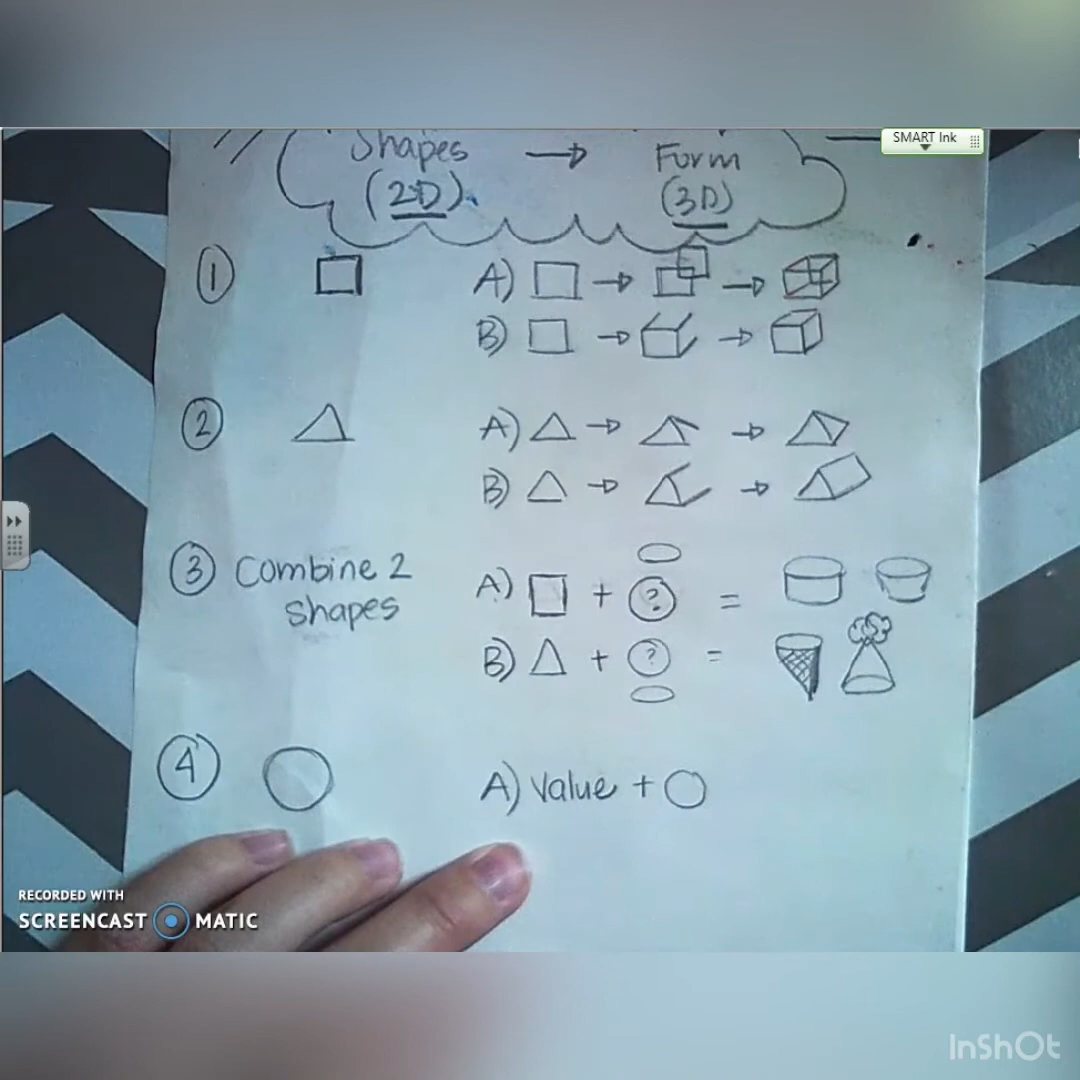 SMART Ink
Shapes → Form
(2D) (3D)
1 A) → →
B) → →
2 A) → →
B) → →
3 Combine 2
shapes
A) + ? =
B) + ? =
4 A) Value +
RECORDED WITH
SCREENCAST MATIC
InShOt